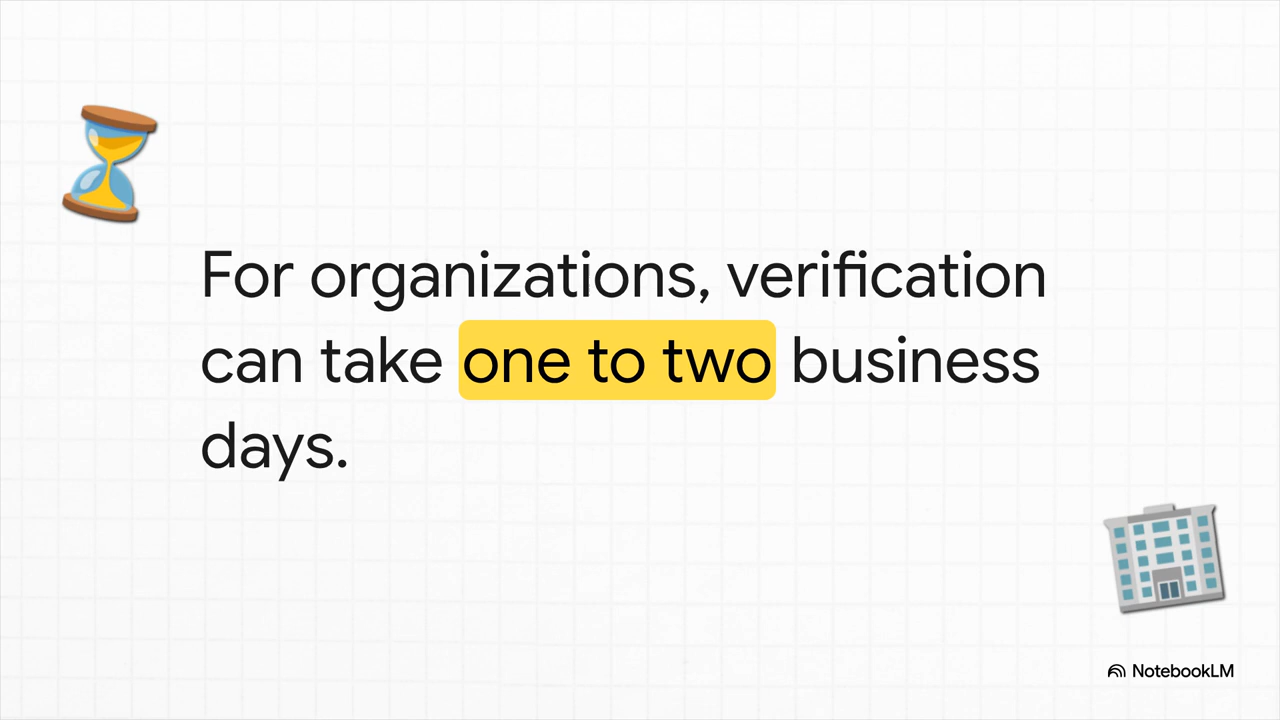 For organizations, verification
can take one to two business
days.
NotebookLM